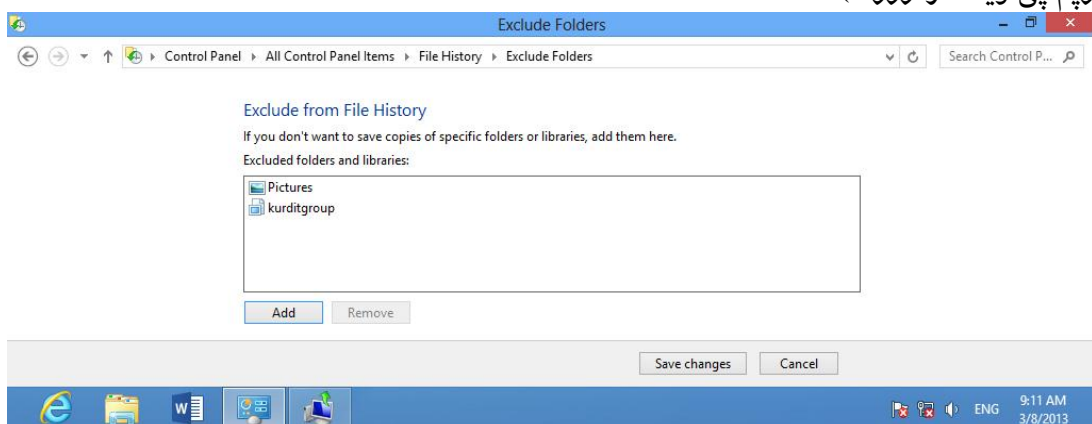 Exclude Folders
Control Panel All Control Panel Items File History Exclude Folders
Search Control P...
Exclude from File History
If you don't want to save copies of specific folders or libraries, add them here.
Excluded folders and libraries:
Pictures
kurditgroup
Add Remove
Save changes Cancel
ENG 9:11 AM
3/8/2013